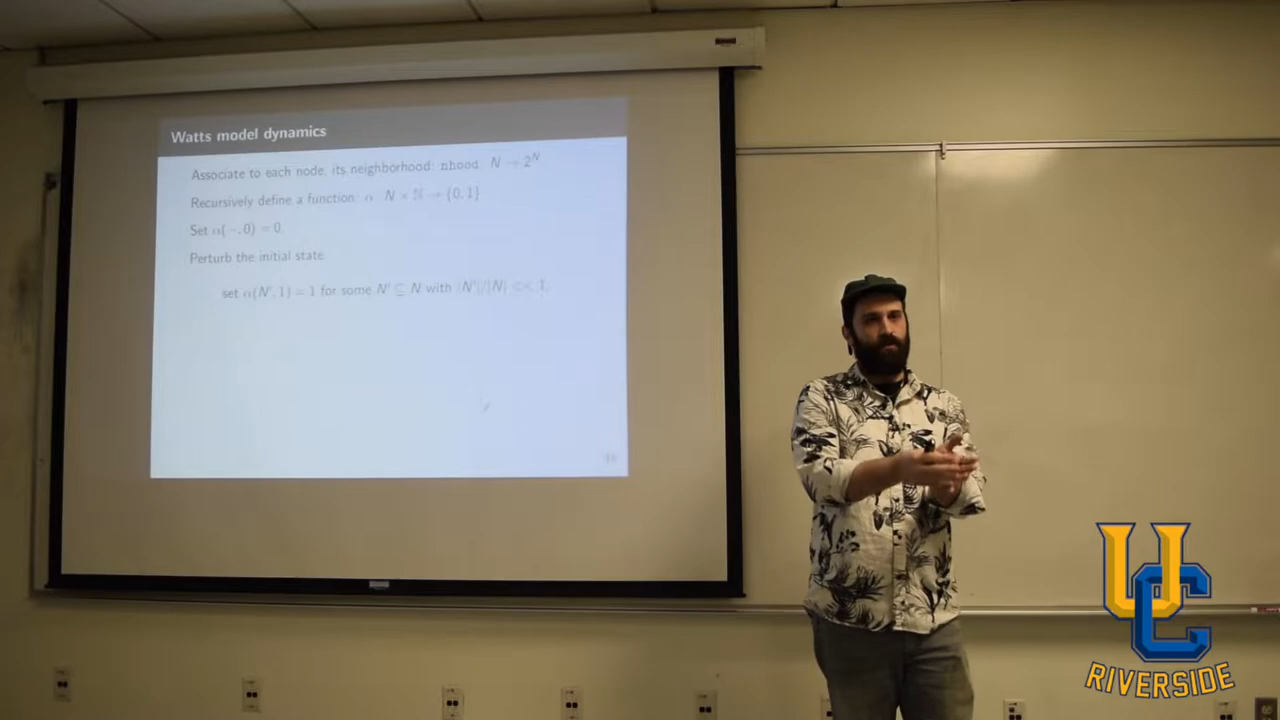 Watts model dynamics
Associate to each node, its neighborhood: nhood: N → 2^N
Recursively define a function: α: N × ℕ → {0, 1}
Set α(−, 0) = 0.
Perturb the initial state:
set α(N', 1) = 1 for some N' ⊆ N with |N'|/|N| << 1.
UC
RIVERSIDE